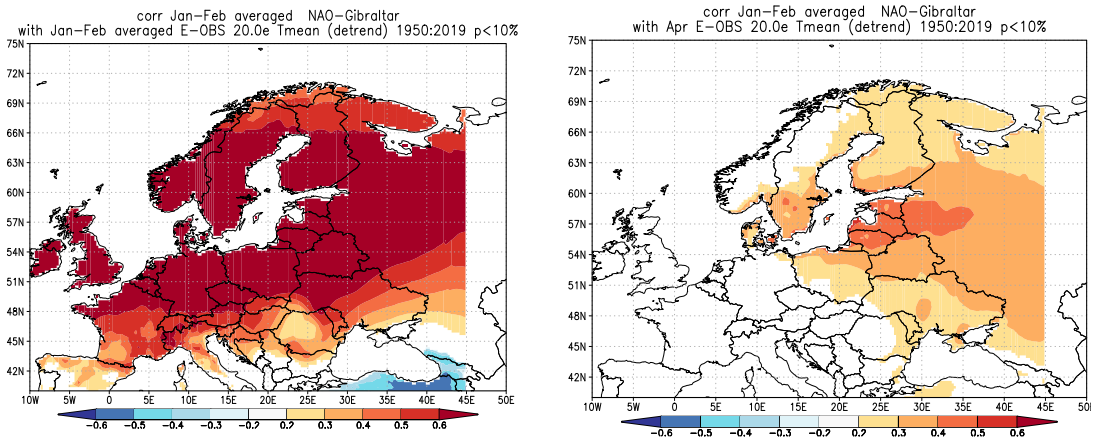 corr Jan-Feb averaged NAO-Gibraltar
with Jan-Feb averaged E-OBS 20.0e Tmean (detrend) 1950:2019 p<10%
75N
72N
69N
66N
63N
60N
57N
54N
51N
48N
45N
42N
10W 5W 0 5E 10E 15E 20E 25E 30E 35E 40E 45E 50E
-0.6 -0.5 -0.4 -0.3 -0.2 0.2 0.3 0.4 0.5 0.6
corr Jan-Feb averaged NAO-Gibraltar
with Apr E-OBS 20.0e Tmean (detrend) 1950:2019 p<10%
75N
72N
69N
66N
63N
60N
57N
54N
51N
48N
45N
42N
10W 5W 0 5E 10E 15E 20E 25E 30E 35E 40E 45E 50E
-0.6 -0.5 -0.4 -0.3 -0.2 0.2 0.3 0.4 0.5 0.6